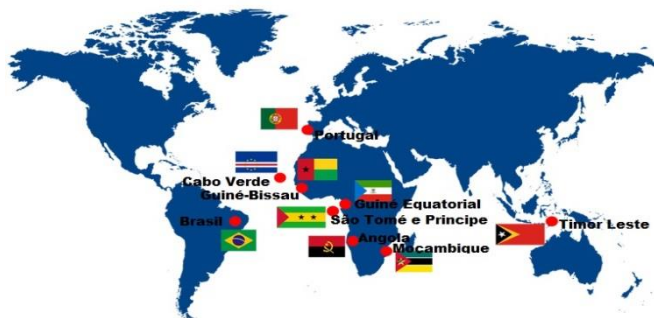 Portugal
Cabo Verde
Guiné-Bissau
Guiné Equatorial
São Tomé e Principe
Brasil
Timor Leste
Angola
Moçambique